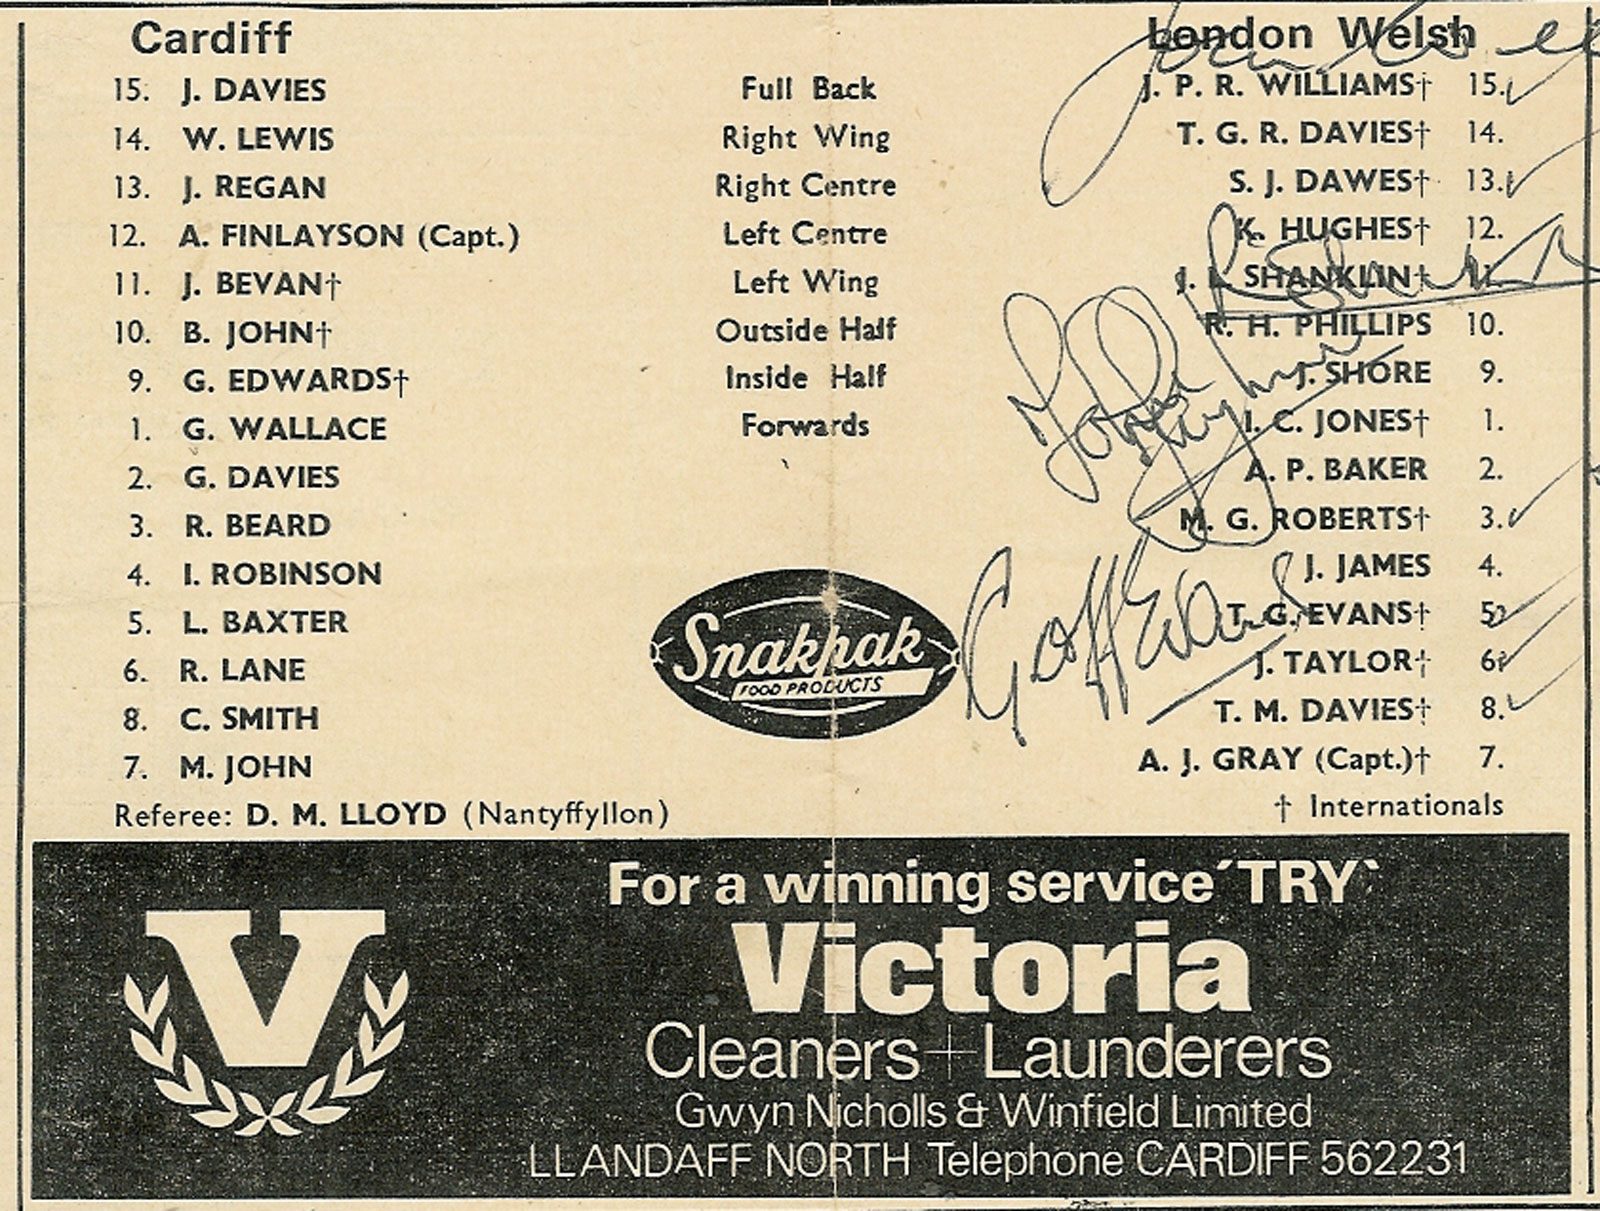 Cardiff London Welsh
15. J. DAVIES Full Back J. P. R. WILLIAMS† 15.
14. W. LEWIS Right Wing T. G. R. DAVIES† 14.
13. J. REGAN Right Centre S. J. DAWES† 13.
12. A. FINLAYSON (Capt.) Left Centre K. HUGHES† 12.
11. J. BEVAN† Left Wing J. L. SHANKLIN† 11.
10. B. JOHN† Outside Half R. H. PHILLIPS 10.
9. G. EDWARDS† Inside Half J. SHORE 9.
1. G. WALLACE Forwards I. C. JONES† 1.
2. G. DAVIES A. P. BAKER 2.
3. R. BEARD M. G. ROBERTS† 3.
4. I. ROBINSON J. JAMES 4.
5. L. BAXTER T. G. EVANS† 5.
6. R. LANE J. TAYLOR† 6.
8. C. SMITH T. M. DAVIES† 8.
7. M. JOHN A. J. GRAY (Capt.)† 7.
Referee: D. M. LLOYD (Nantyffyllon) † Internationals
Snakpak
FOOD PRODUCTS
Geoff Evans
For a winning service ´TRY`
V Victoria
Cleaners + Launderers
Gwyn Nicholls & Winfield Limited
LLANDAFF NORTH Telephone CARDIFF 562231